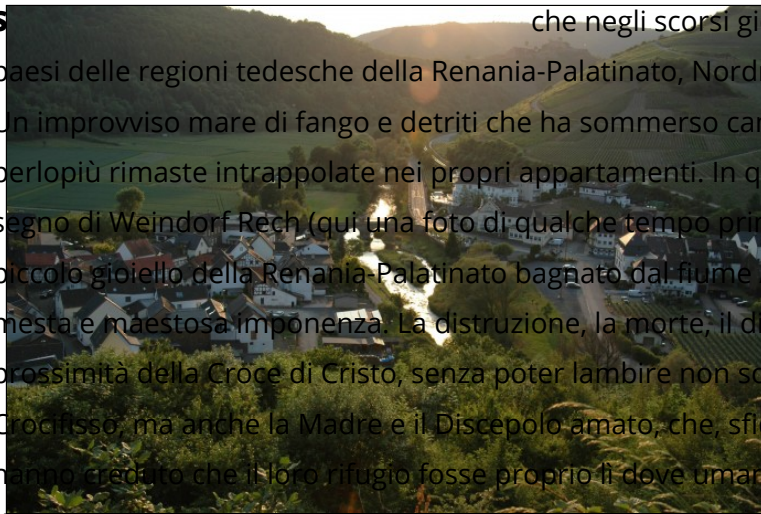 che negli scorsi gi
paesi delle regioni tedesche della Renania-Palatinato, Nordr
Un improvviso mare di fango e detriti che ha sommerso car
perlopiù rimaste intrappolate nei propri appartamenti. In q
segno di Weindorf Rech (qui una foto di qualche tempo prim
piccolo gioiello della Renania-Palatinato bagnato dal fiume
mesta e maestosa imponenza. La distruzione, la morte, il di
prossimità della Croce di Cristo, senza poter lambire non so
Crocifisso, ma anche la Madre e il Discepolo amato, che, sfi
hanno creduto che il loro rifugio fosse proprio lì dove uman